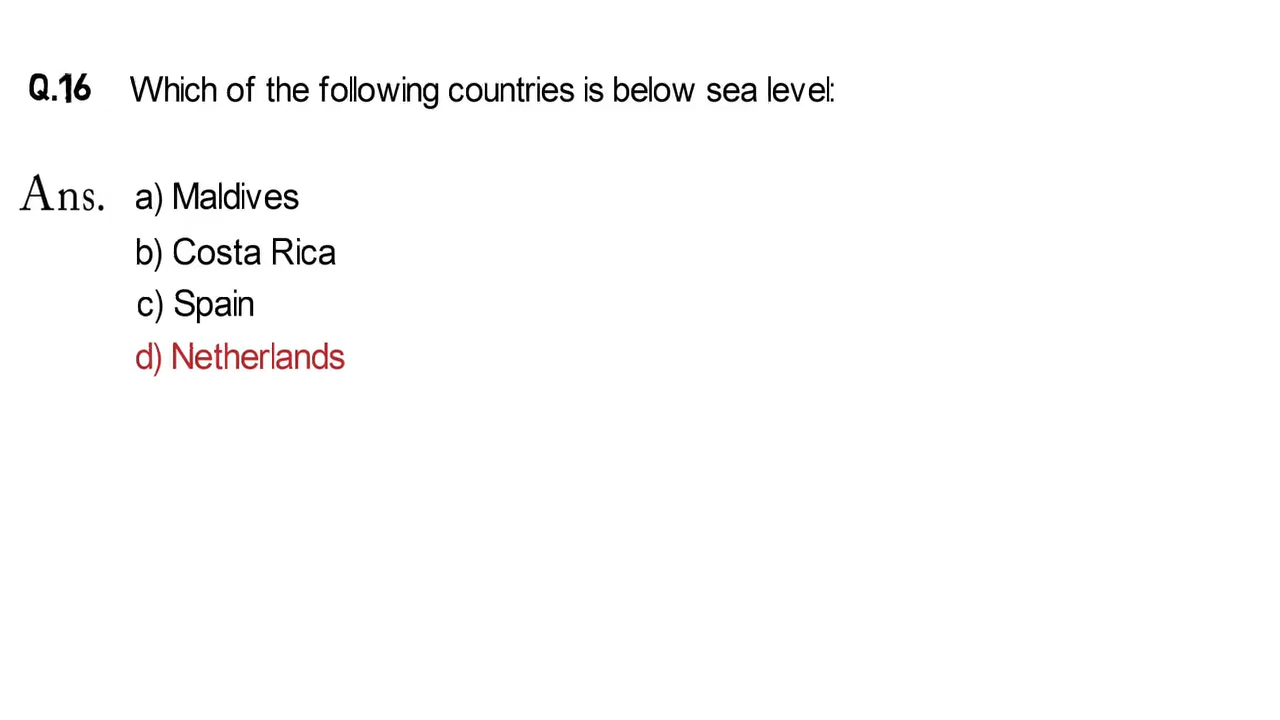 Q.16 Which of the following countries is below sea level:
Ans. a) Maldives
b) Costa Rica
c) Spain
d) Netherlands